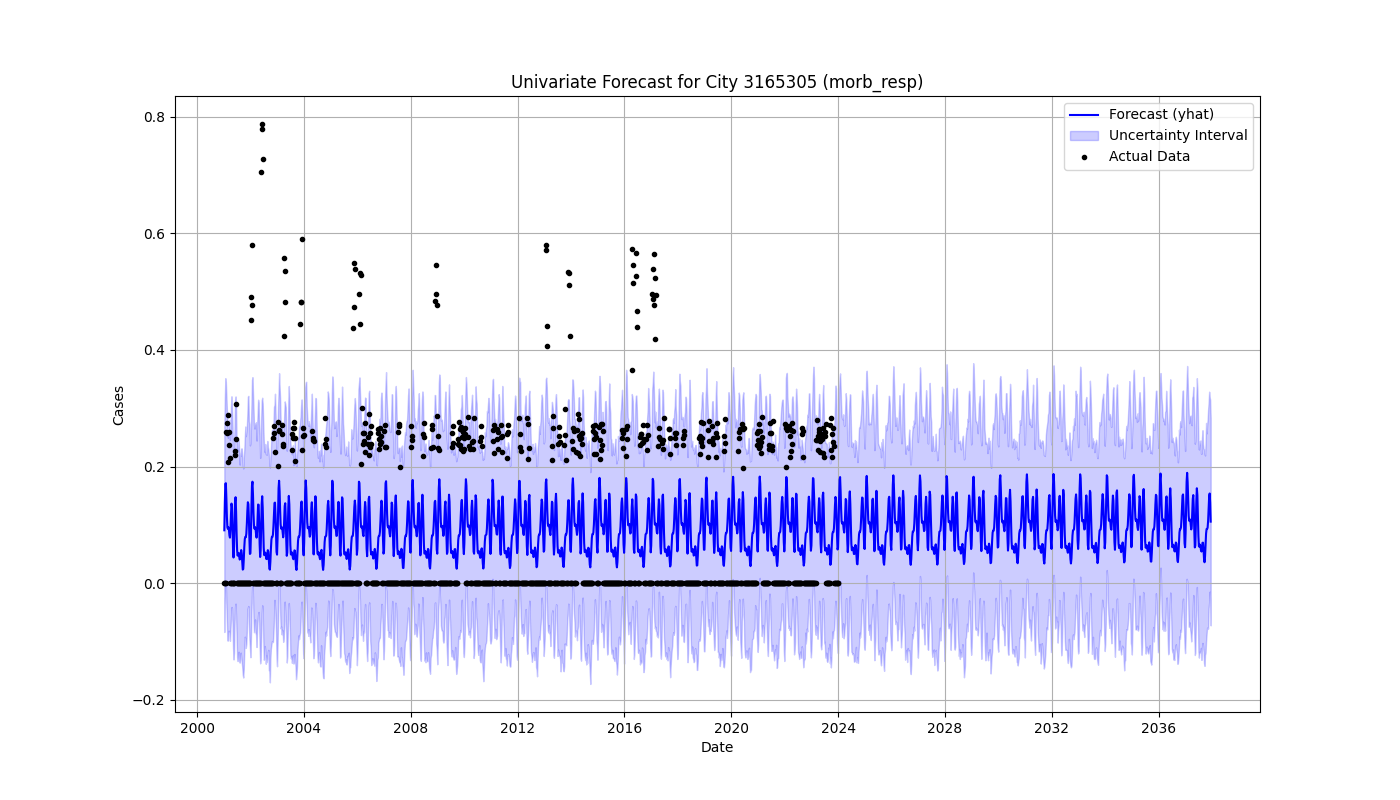 Univariate Forecast for City 3165305 (morb_resp)
Forecast (yhat)
Uncertainty Interval
Actual Data
Cases
0.8
0.6
0.4
0.2
0.0
−0.2
2000 2004 2008 2012 2016 2020 2024 2028 2032 2036
Date